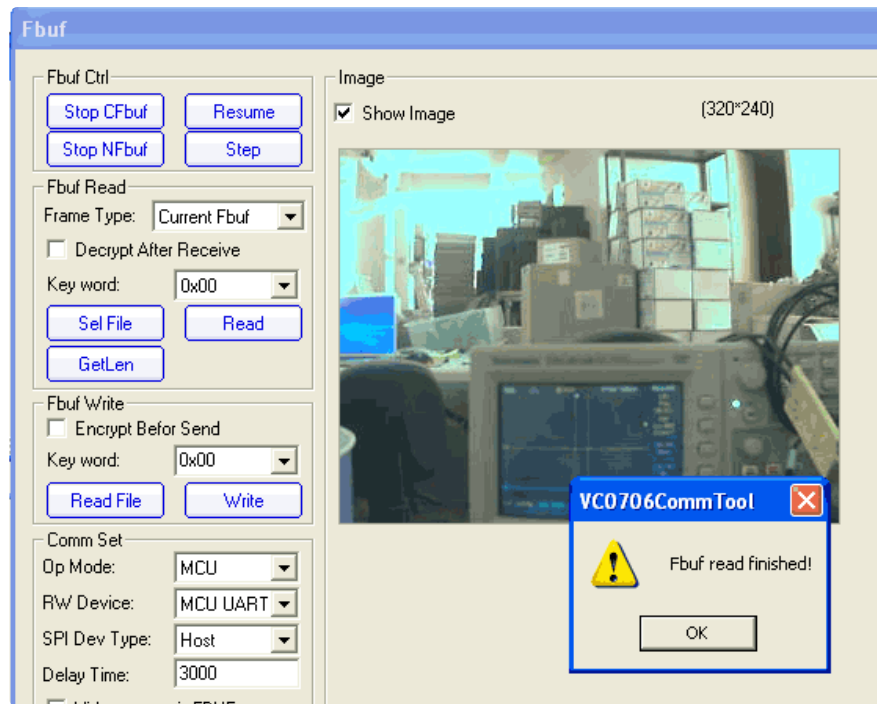 Fbuf
Fbuf Ctrl
Stop CFbuf
Resume
Stop NFbuf
Step
Fbuf Read
Frame Type:
Current Fbuf
Decrypt After Receive
Key word:
0x00
Sel File
Read
GetLen
Fbuf Write
Encrypt Befor Send
Key word:
0x00
Read File
Write
Comm Set
Op Mode:
MCU
RW Device:
MCU UART
SPI Dev Type:
Host
Delay Time:
3000
Image
Show Image
(320*240)
VC0706CommTool
Fbuf read finished!
OK